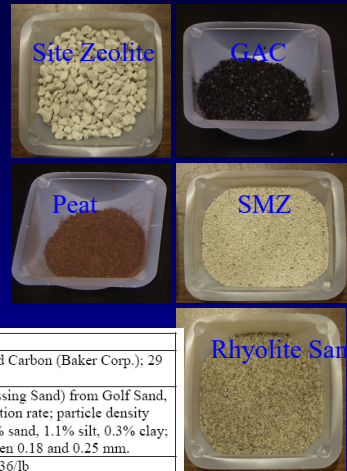 Site Zeolite
GAC
Peat
SMZ
Rhyolite San
d Carbon (Baker Corp.); 29
ssing Sand) from Golf Sand,
tion rate; particle density
% sand, 1.1% silt, 0.3% clay;
en 0.18 and 0.25 mm.
36/lb